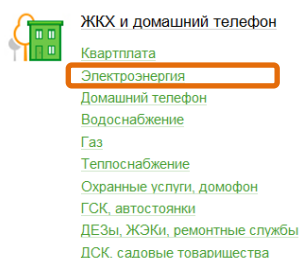 ЖКХ и домашний телефон
Квартплата
Электроэнергия
Домашний телефон
Водоснабжение
Газ
Теплоснабжение
Охранные услуги, домофон
ГСК, автостоянки
ДЕЗы, ЖЭКи, ремонтные службы
ДСК, садовые товарищества